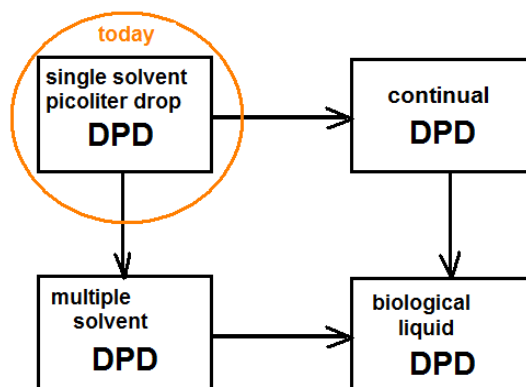 today
single solvent
picoliter drop
DPD
continual
DPD
multiple
solvent
DPD
biological
liquid
DPD